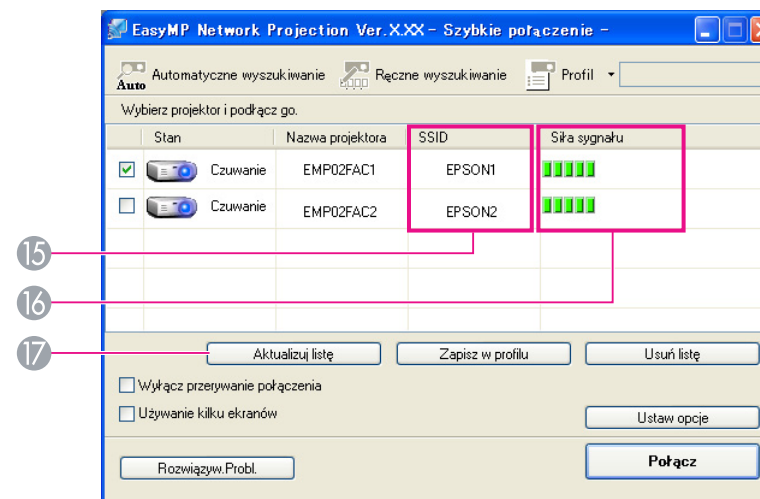 EasyMP Network Projection Ver.X.XX - Szybkie połączenie -
Auto Automatyczne wyszukiwanie Ręczne wyszukiwanie Profil
Wybierz projektor i podłącz go.
Stan Nazwa projektora SSID Siła sygnału
Czuwanie EMP02FAC1 EPSON1
Czuwanie EMP02FAC2 EPSON2
15
16
17 Aktualizuj listę Zapisz w profilu Usuń listę
Wyłącz przerywanie połączenia
Używanie kilku ekranów
Ustaw opcje
Rozwiązyw.Probl. Połącz